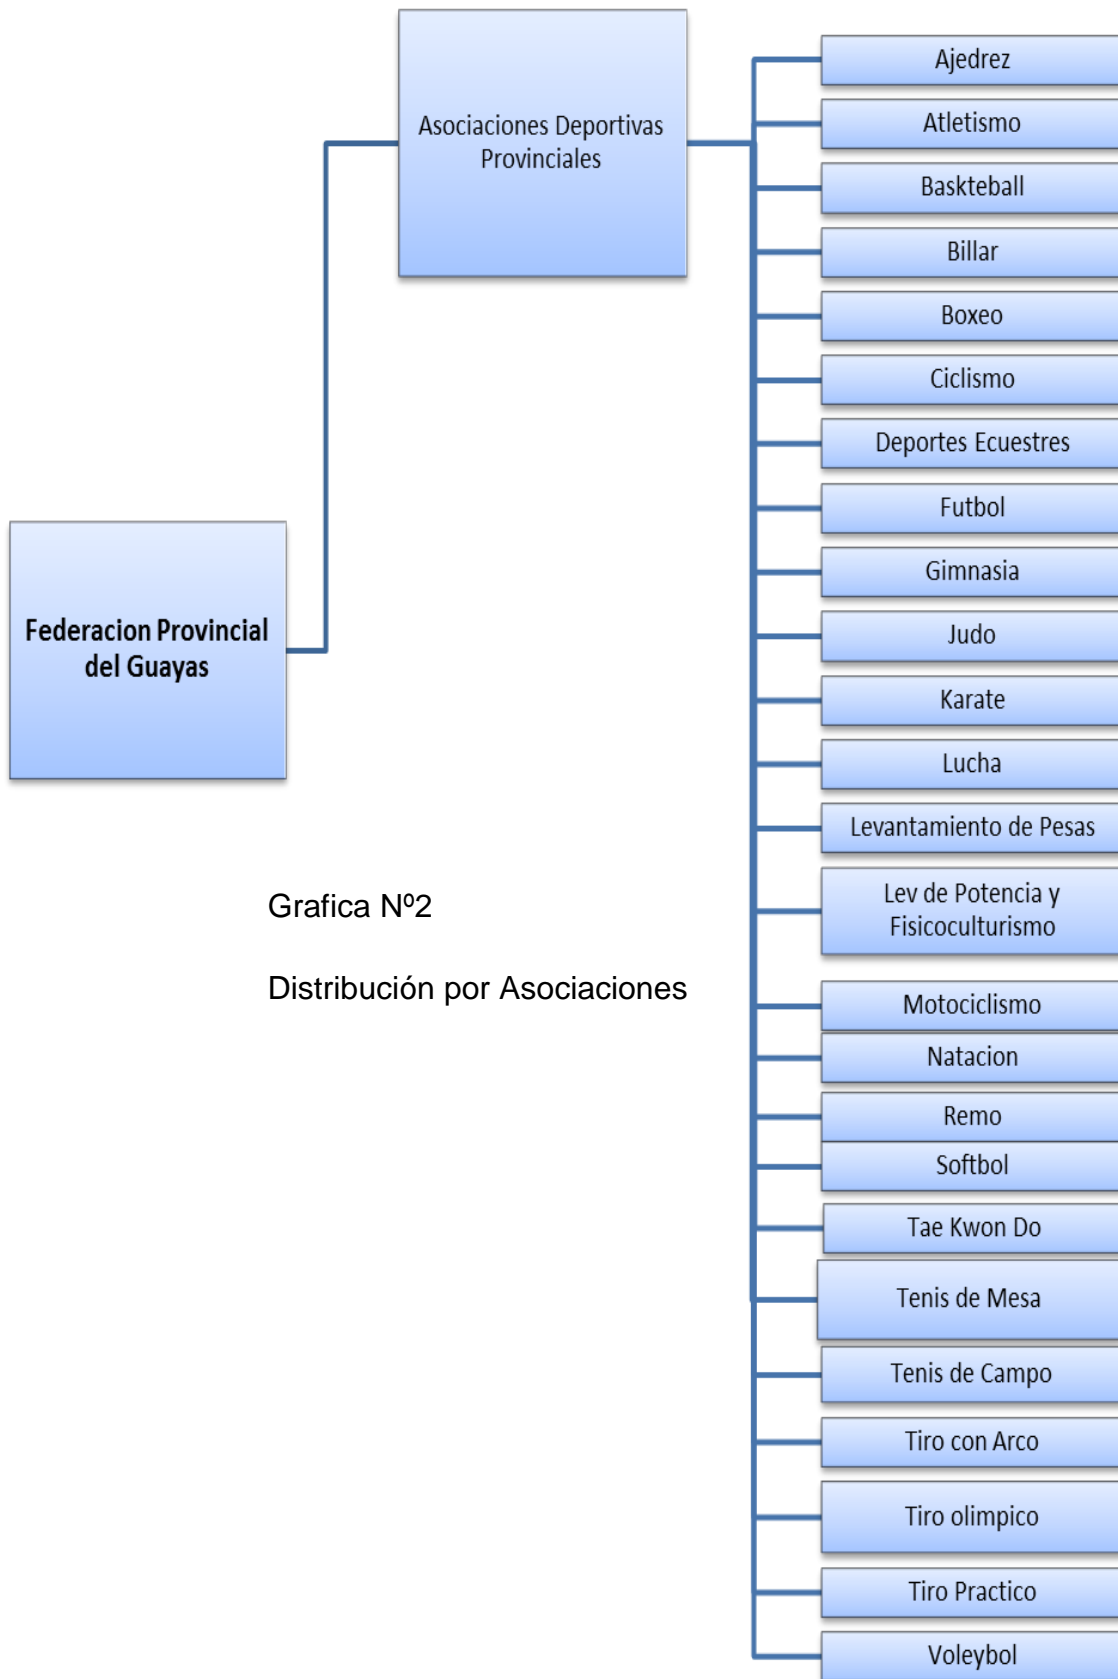 Asociaciones Deportivas
Provinciales
Federacion Provincial
del Guayas
Ajedrez
Atletismo
Baskteball
Billar
Boxeo
Ciclismo
Deportes Ecuestres
Futbol
Gimnasia
Judo
Karate
Lucha
Levantamiento de Pesas
Lev de Potencia y
Fisicoculturismo
Motociclismo
Natacion
Remo
Softbol
Tae Kwon Do
Tenis de Mesa
Tenis de Campo
Tiro con Arco
Tiro olimpico
Tiro Practico
Voleybol
Grafica Nº2
Distribución por Asociaciones